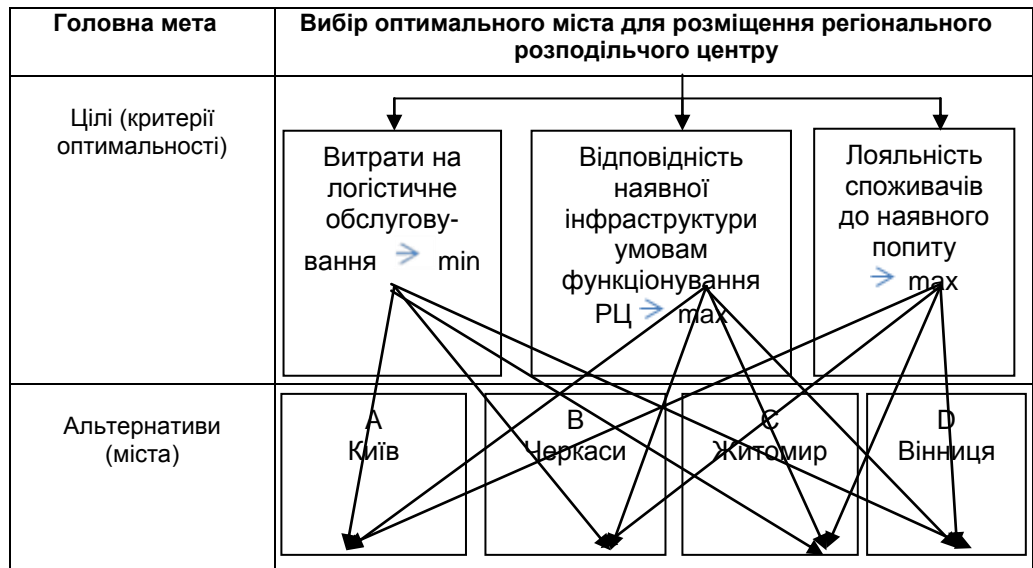 Головна мета
Вибір оптимального міста для розміщення регіонального
розподільчого центру
Цілі (критерії
оптимальності)
Витрати на
логістичне
обслугову-
вання → min
Відповідність
наявної
інфраструктури
умовам
функціонування
РЦ → max
Лояльність
споживачів
до наявного
попиту
→ max
Альтернативи
(міста)
A
Київ
B
Черкаси
C
Житомир
D
Вінниця